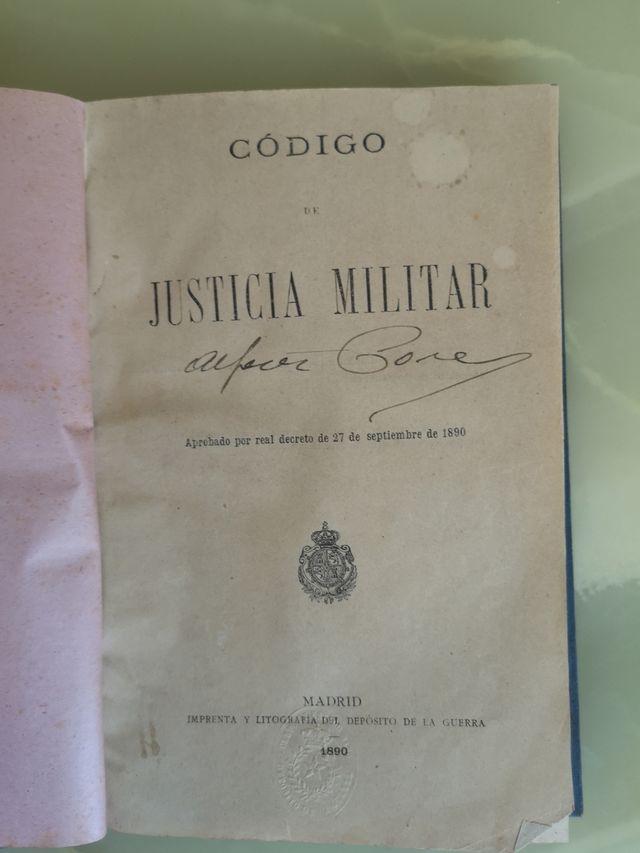 CÓDIGO
DE
JUSTICIA MILITAR
Aprobado por real decreto de 27 de septiembre de 1890
MADRID
IMPRENTA Y LITOGRAFÍA DEL DEPÓSITO DE LA GUERRA
1890